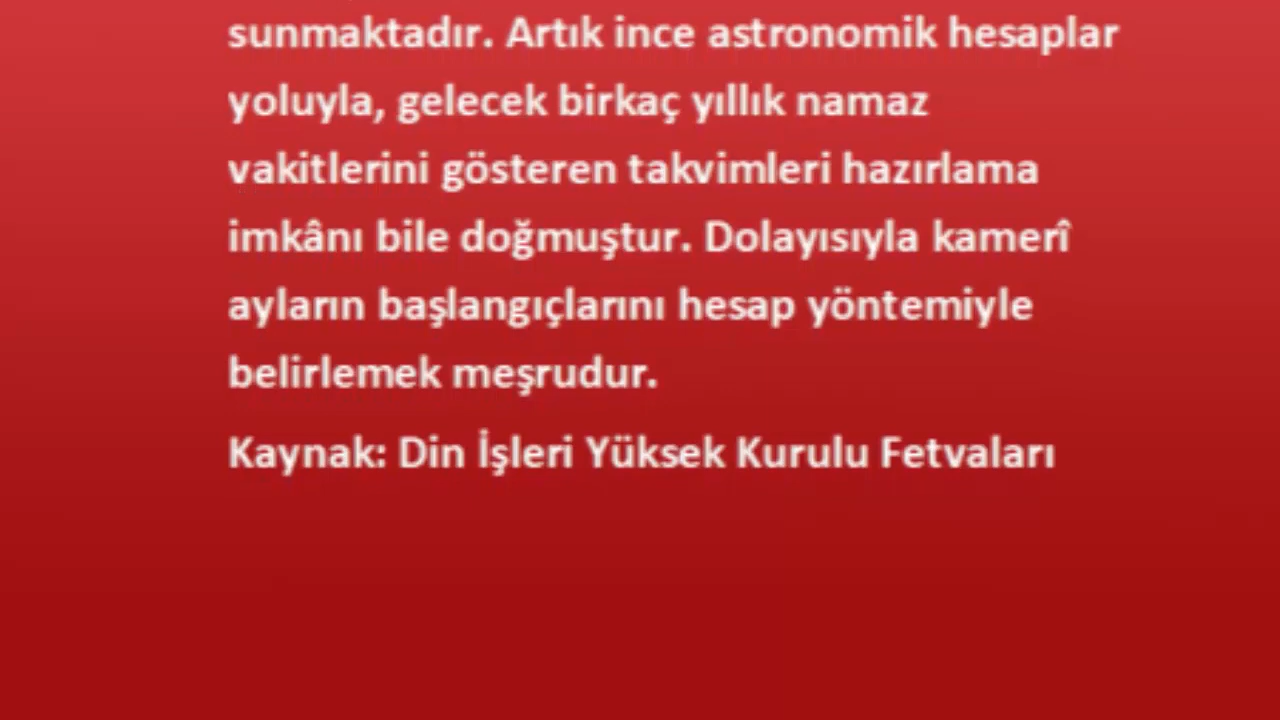 sunmaktadır. Artık ince astronomik hesaplar
yoluyla, gelecek birkaç yıllık namaz
vakitlerini gösteren takvimleri hazırlama
imkânı bile doğmuştur. Dolayısıyla kamerî
ayların başlangıçlarını hesap yöntemiyle
belirlemek meşrudur.
Kaynak: Din İşleri Yüksek Kurulu Fetvaları